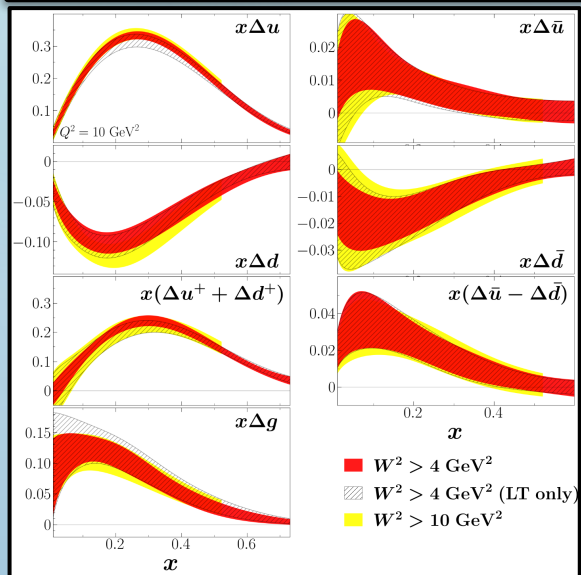 xΔu
0.3
0.2
0.1
Q² = 10 GeV²
xΔū
0.02
0.01
0
0
−0.05
−0.10
xΔd
0
−0.01
−0.02
−0.03
xΔd̄
x(Δu⁺ + Δd⁺)
0.3
0.2
0.1
0
x(Δū − Δd̄)
0.04
0.02
0
0.2
0.4
x
xΔg
0.15
0.10
0.05
0
0.2
0.4
0.6
x
W² > 4 GeV²
W² > 4 GeV² (LT only)
W² > 10 GeV²